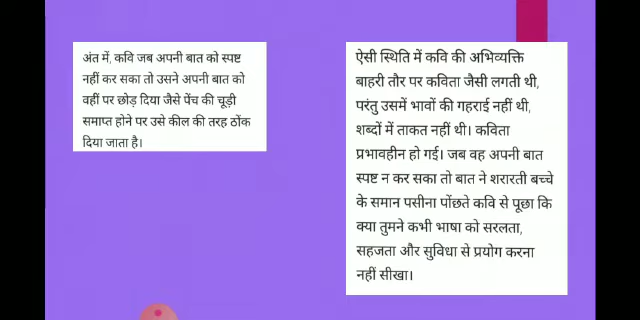 अंत में, कवि जब अपनी बात को स्पष्ट
नहीं कर सका तो उसने अपनी बात को
वहीं पर छोड़ दिया जैसे पेंच की चूड़ी
समाप्त होने पर उसे कील की तरह ठोंक
दिया जाता है।
ऐसी स्थिति में कवि की अभिव्यक्ति
बाहरी तौर पर कविता जैसी लगती थी,
परंतु उसमें भावों की गहराई नहीं थी,
शब्दों में ताकत नहीं थी। कविता
प्रभावहीन हो गई। जब वह अपनी बात
स्पष्ट न कर सका तो बात ने शरारती बच्चे
के समान पसीना पोंछते कवि से पूछा कि
क्या तुमने कभी भाषा को सरलता,
सहजता और सुविधा से प्रयोग करना
नहीं सीखा।